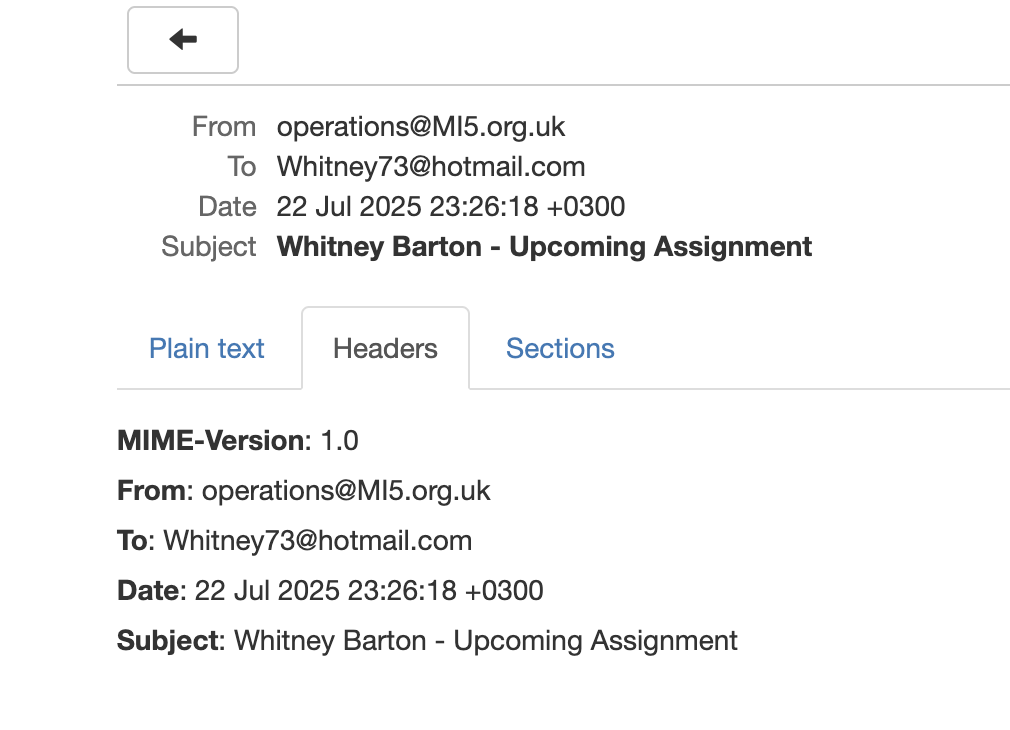 From operations@MI5.org.uk
To Whitney73@hotmail.com
Date 22 Jul 2025 23:26:18 +0300
Subject Whitney Barton - Upcoming Assignment
Plain text Headers Sections
MIME-Version: 1.0
From: operations@MI5.org.uk
To: Whitney73@hotmail.com
Date: 22 Jul 2025 23:26:18 +0300
Subject: Whitney Barton - Upcoming Assignment